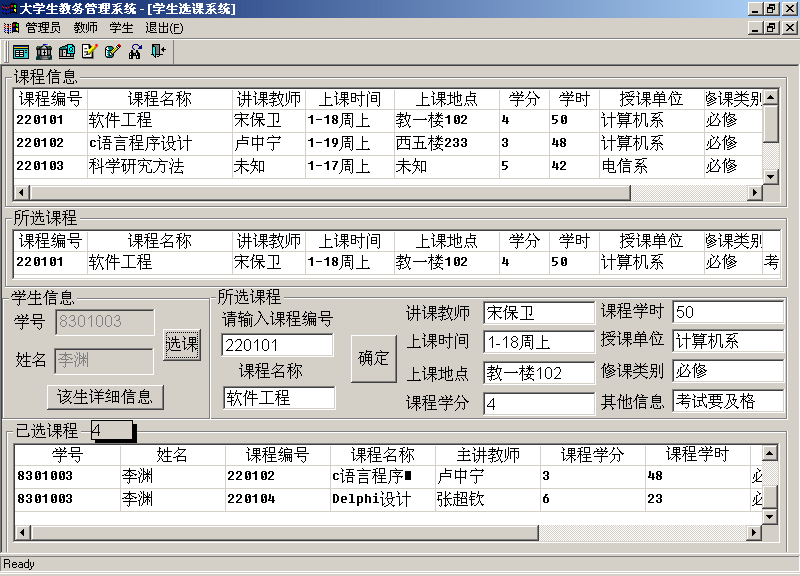 大学生教务管理系统 - [学生选课系统]
管理员 教师 学生 退出(F)
课程信息
课程编号 课程名称 讲课教师 上课时间 上课地点 学分 学时 授课单位 修课类别
220101 软件工程 宋保卫 1-18周上 教一楼102 4 50 计算机系 必修
220102 c语言程序设计 卢中宁 1-19周上 西五楼233 3 48 计算机系 必修
220103 科学研究方法 未知 1-17周上 未知 5 42 电信系 必修
所选课程
课程编号 课程名称 讲课教师 上课时间 上课地点 学分 学时 授课单位 修课类别
220101 软件工程 宋保卫 1-18周上 教一楼102 4 50 计算机系 必修 考
学生信息
学号 8301003
姓名 李渊
选课
该生详细信息
所选课程
请输入课程编号
220101
课程名称
软件工程
确定
讲课教师 宋保卫 课程学时 50
上课时间 1-18周上 授课单位 计算机系
上课地点 教一楼102 修课类别 必修
课程学分 4 其他信息 考试要及格
已选课程 4
学号 姓名 课程编号 课程名称 主讲教师 课程学分 课程学时
8301003 李渊 220102 c语言程序 卢中宁 3 48 必
8301003 李渊 220104 Delphi设计 张超钦 6 23 必
Ready